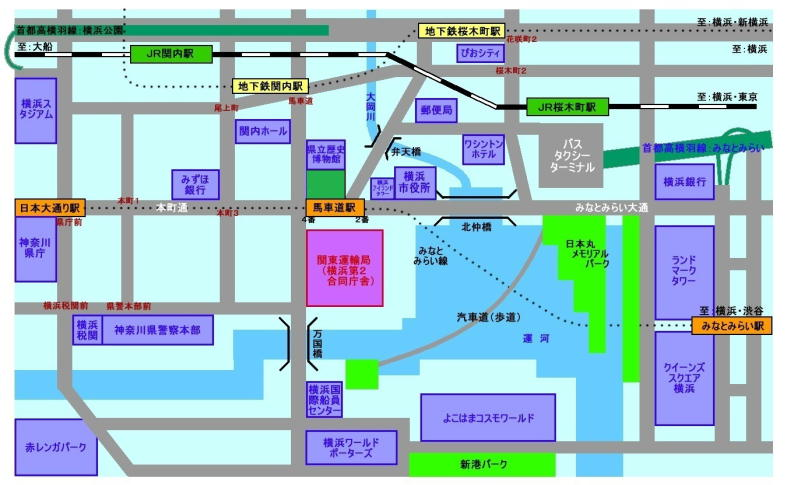 首都高横羽線：横浜公園
至：大船
JR関内駅
地下鉄桜木町駅
花咲町2
至：横浜・新横浜
至：横浜
ぴおシティ
桜木町2
地下鉄関内駅
馬車道
尾上町
大岡川
横浜ス
タジアム
郵便局
JR桜木町駅
至：横浜・東京
関内ホール
県立歴史
博物館
弁天橋
ワシントン
ホテル
バス
タクシー
ターミナル
首都高横羽線：みなとみらい
みずほ
銀行
横浜
アイランド
タワー
横浜
市役所
横浜銀行
日本大通り駅
県庁前
本町1
本町通
本町3
馬車道駅
4番
2番
みなとみらい大通
北仲橋
神奈川
県庁
関東運輸局
（横浜第2
合同庁舎）
みなと
みらい線
日本丸
メモリアル
パーク
ランド
マーク
タワー
横浜税関前
県警本部前
汽車道（歩道）
運河
至：横浜・渋谷
みなとみらい駅
横浜
税関
神奈川県警察本部
万国橋
クイーンズ
スクエア
横浜
横浜国
際船員
センター
よこはまコスモワールド
赤レンガパーク
横浜ワールド
ポーターズ
新港パーク